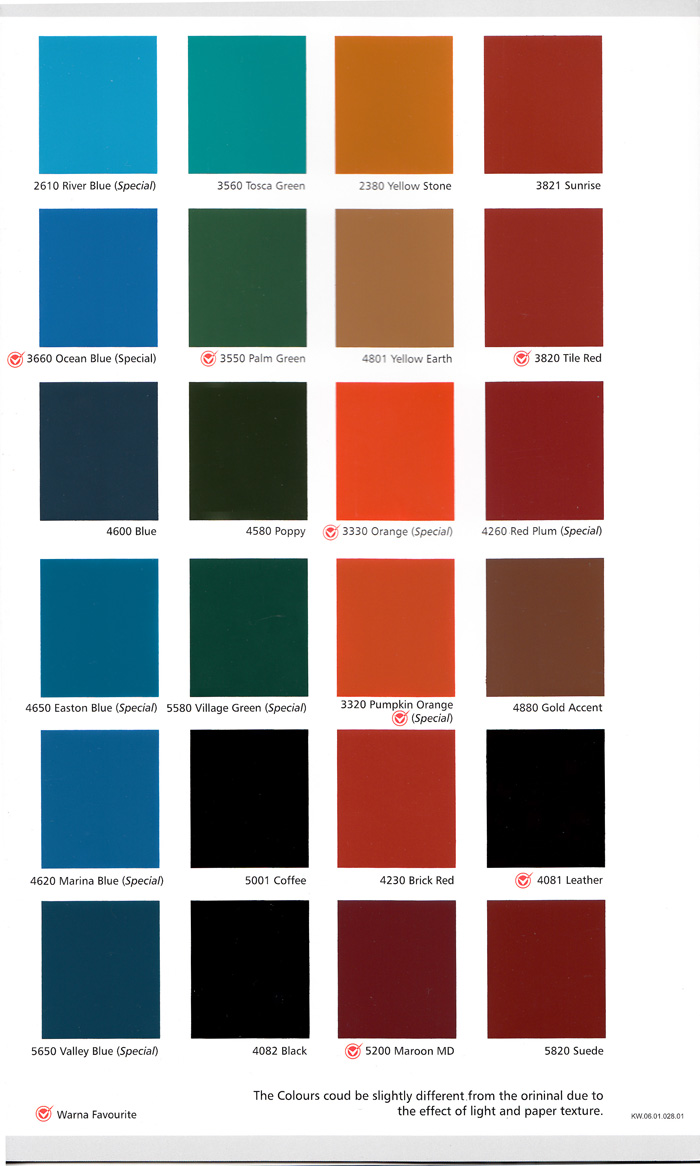 2610 River Blue (Special)
3560 Tosca Green
2380 Yellow Stone
3821 Sunrise
3660 Ocean Blue (Special)
3550 Palm Green
4801 Yellow Earth
3820 Tile Red
4600 Blue
4580 Poppy
3330 Orange (Special)
4260 Red Plum (Special)
4650 Easton Blue (Special)
5580 Village Green (Special)
3320 Pumpkin Orange
(Special)
4880 Gold Accent
4620 Marina Blue (Special)
5001 Coffee
4230 Brick Red
4081 Leather
5650 Valley Blue (Special)
4082 Black
5200 Maroon MD
5820 Suede
The Colours coud be slightly different from the orininal due to
the effect of light and paper texture.
Warna Favourite
KW.06.01.028.01